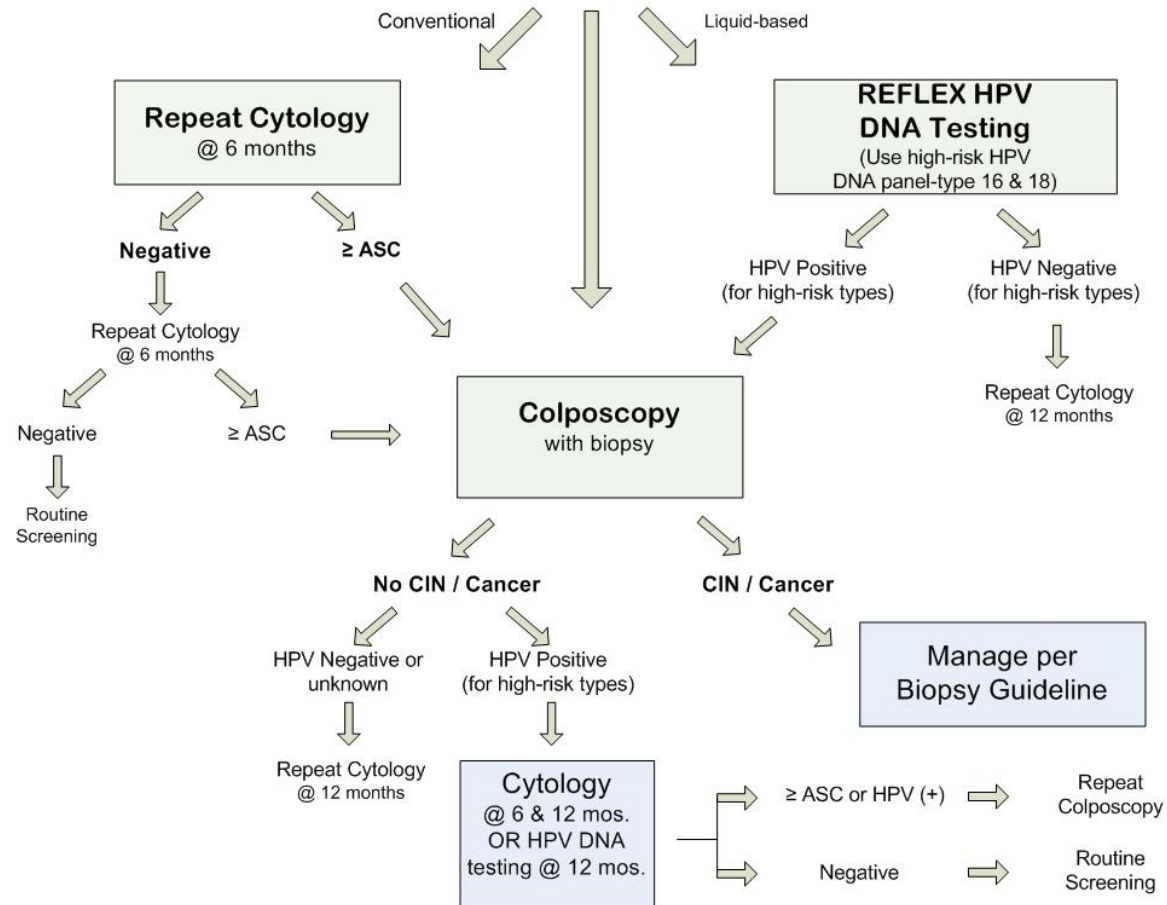 Conventional
Liquid-based
Repeat Cytology
@ 6 months
REFLEX HPV
DNA Testing
(Use high-risk HPV
DNA panel-type 16 & 18)
Negative
≥ ASC
HPV Positive
(for high-risk types)
HPV Negative
(for high-risk types)
Repeat Cytology
@ 6 months
Repeat Cytology
@ 12 months
Negative
≥ ASC
Colposcopy
with biopsy
Routine
Screening
No CIN / Cancer
CIN / Cancer
HPV Negative or
unknown
HPV Positive
(for high-risk types)
Manage per
Biopsy Guideline
Repeat Cytology
@ 12 months
Cytology
@ 6 & 12 mos.
OR HPV DNA
testing @ 12 mos.
≥ ASC or HPV (+)
Repeat
Colposcopy
Negative
Routine
Screening